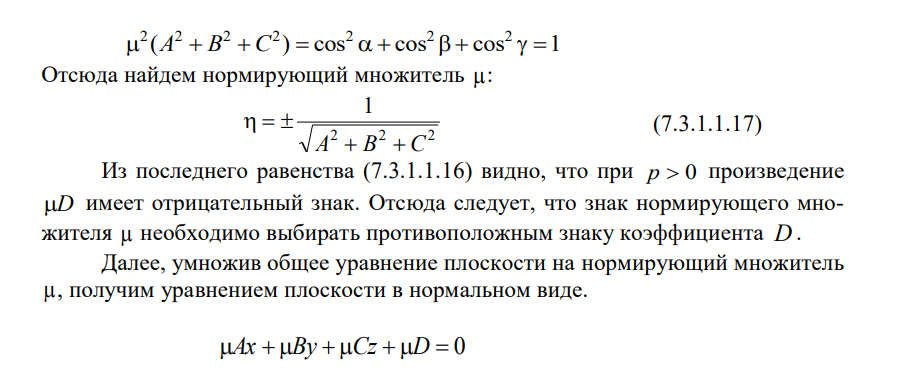 μ²(A² + B² + C²) = cos² α + cos² β + cos² γ = 1
Отсюда найдем нормирующий множитель μ:
η = ± 1 / √(A² + B² + C²) (7.3.1.1.17)
Из последнего равенства (7.3.1.1.16) видно, что при p > 0 произведение
μD имеет отрицательный знак. Отсюда следует, что знак нормирующего мно-
жителя μ необходимо выбирать противоположным знаку коэффициента D.
Далее, умножив общее уравнение плоскости на нормирующий множитель
μ, получим уравнением плоскости в нормальном виде.
μAx + μBy + μCz + μD = 0